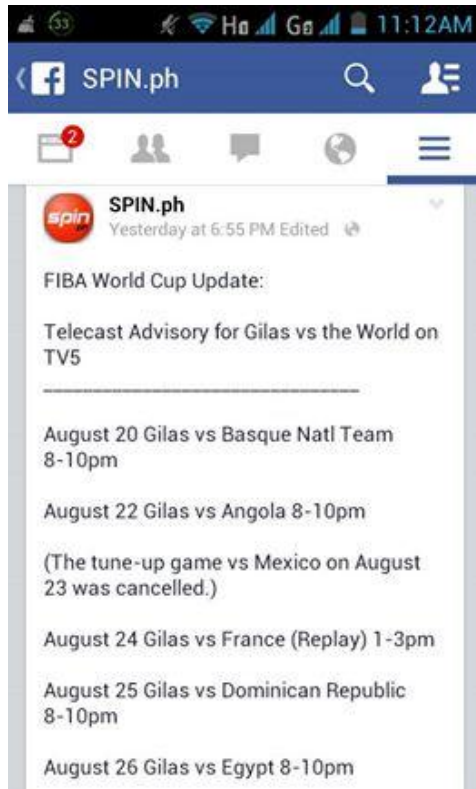 33 H G 11:12AM
SPIN.ph
2
spin ph
SPIN.ph
Yesterday at 6:55 PM Edited
FIBA World Cup Update:
Telecast Advisory for Gilas vs the World on
TV5
________________________________
August 20 Gilas vs Basque Natl Team
8-10pm
August 22 Gilas vs Angola 8-10pm
(The tune-up game vs Mexico on August
23 was cancelled.)
August 24 Gilas vs France (Replay) 1-3pm
August 25 Gilas vs Dominican Republic
8-10pm
August 26 Gilas vs Egypt 8-10pm